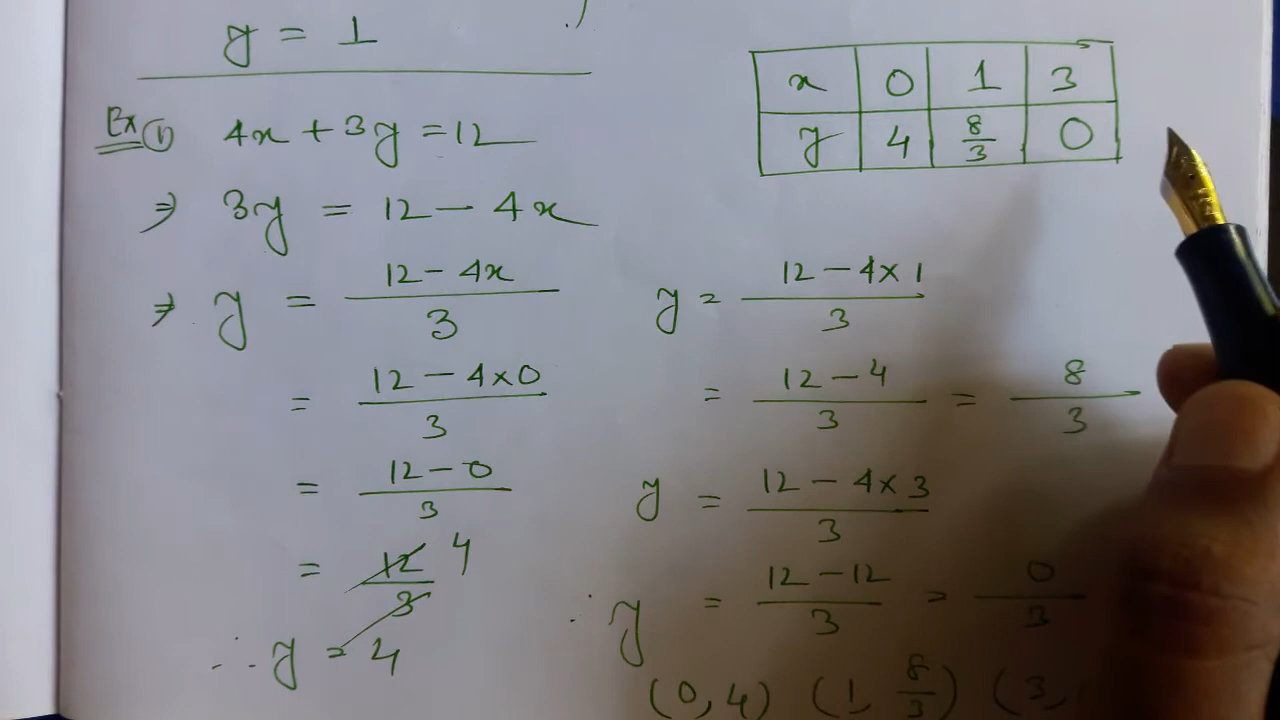 y = 1
Ex ① 4x + 3y = 12
⇒ 3y = 12 - 4x
⇒ y = (12 - 4x)/3
= (12 - 4×0)/3
= (12 - 0)/3
= 12/3 4
∴ y = 4
x 0 1 3
y 4 8/3 0
y = (12 - 4×1)/3
= (12 - 4)/3 = 8/3
y = (12 - 4×3)/3
∴ y = (12 - 12)/3 = 0/3
(0, 4) (1, 8/3) (3,